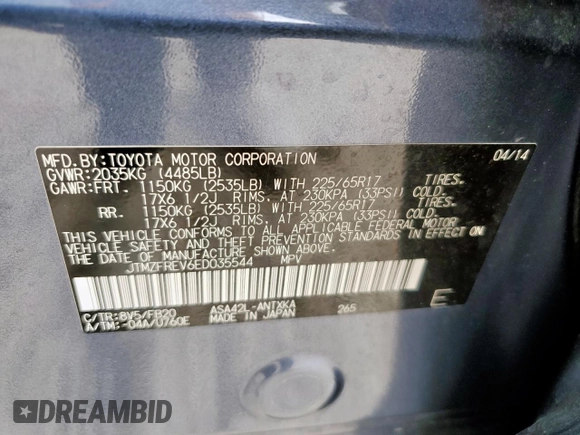 MFD.BY:TOYOTA MOTOR CORPORATION 04/14
GVWR:2035KG (4485LB)
GAWR:FRT. 1150KG (2535LB) WITH 225/65R17 TIRES.
17X6 1/2J RIMS. AT 230KPA (33PSI) COLD.
RR. 1150KG (2535LB) WITH 225/65R17 TIRES.
17X6 1/2J RIMS. AT 230KPA (33PSI) COLD.
THIS VEHICLE CONFORMS TO ALL APPLICABLE FEDERAL MOTOR
VEHICLE SAFETY AND THEFT PREVENTION STANDARDS IN EFFECT ON
THE DATE OF MANUFACTURE SHOWN ABOVE.
JTMZFREV6ED035544 MPV
C/TR:8V5/FB20 ASA42L-ANTXKA 265 E
A/TM:-04A/U760E MADE IN JAPAN
DREAMBID